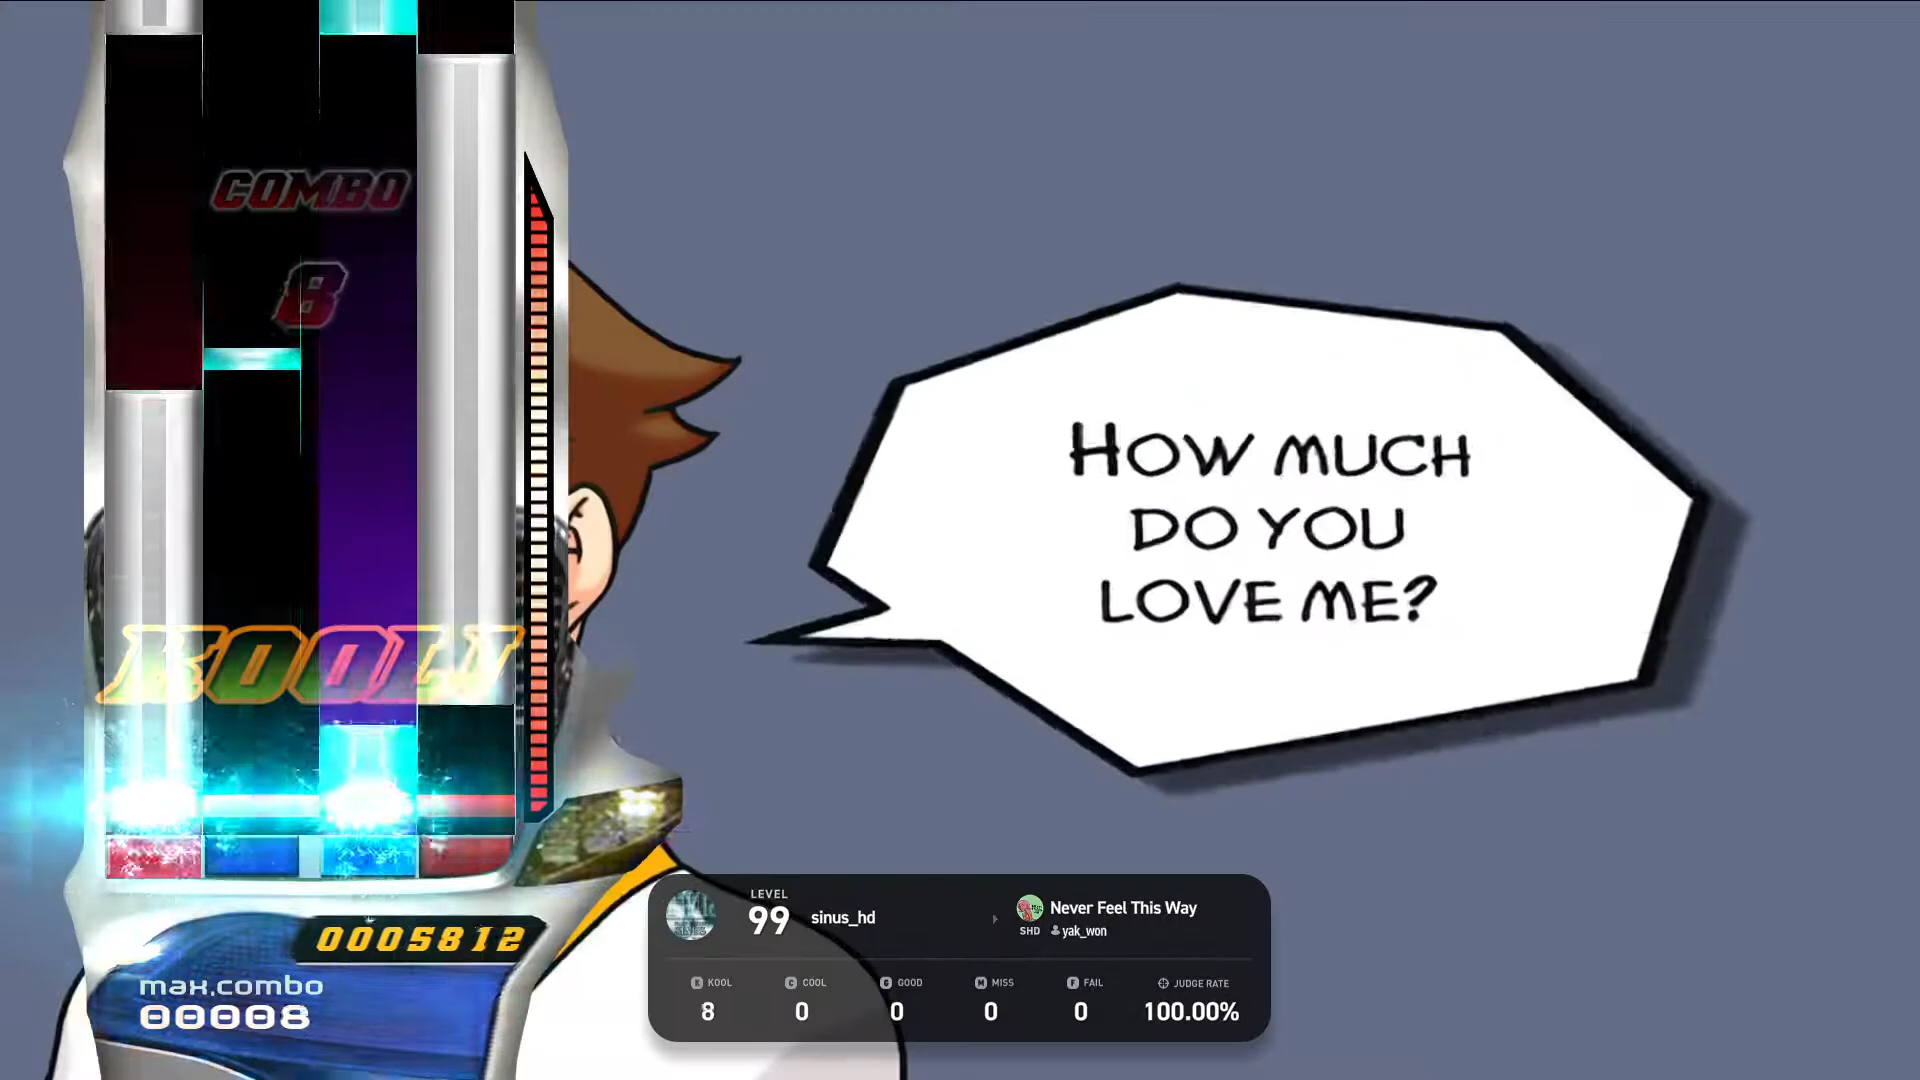 COMBO
8
KOOL
HOW MUCH
DO YOU
LOVE ME?
0005812
max.combo
00008
LEVEL
99 sinus_hd
Never Feel This Way
SHD yak_won
K KOOL C COOL G GOOD M MISS F FAIL JUDGE RATE
8 0 0 0 0 100.00%